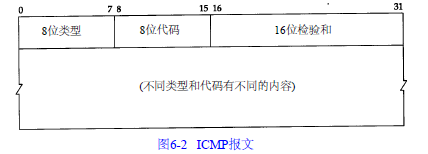 0 7 8 15 16 31
8位类型 8位代码 16位检验和
(不同类型和代码有不同的内容)
图6-2 ICMP报文